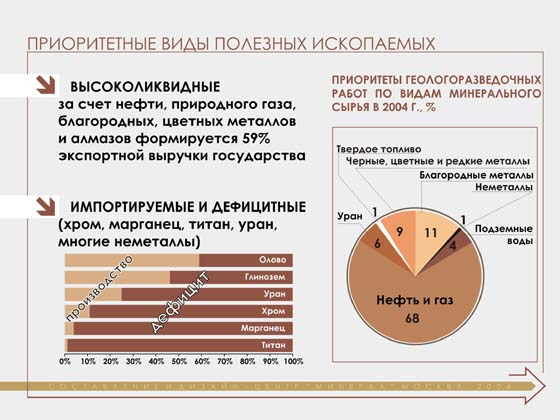 ПРИОРИТЕТНЫЕ ВИДЫ ПОЛЕЗНЫХ ИСКОПАЕМЫХ
ВЫСОКОЛИКВИДНЫЕ
за счет нефти, природного газа,
благородных, цветных металлов
и алмазов формируется 59%
экспортной выручки государства
ИМПОРТИРУЕМЫЕ И ДЕФИЦИТНЫЕ
(хром, марганец, титан, уран,
многие неметаллы)
производство
дефицит
Олово
Глинозем
Уран
Хром
Марганец
Титан
0% 10% 20% 30% 40% 50% 60% 70% 80% 90% 100%
ПРИОРИТЕТЫ ГЕОЛОГОРАЗВЕДОЧНЫХ
РАБОТ ПО ВИДАМ МИНЕРАЛЬНОГО
СЫРЬЯ В 2004 Г., %
Твердое топливо
Черные, цветные и редкие металлы
Благородные металлы
Неметаллы
Уран
1
9
11
1
Подземные
воды
6
4
Нефть и газ
68
СОСТАВЛЕНИЕ И ДИЗАЙН - ЦЕНТР "МИНЕРАЛ" МОСКВА 2004